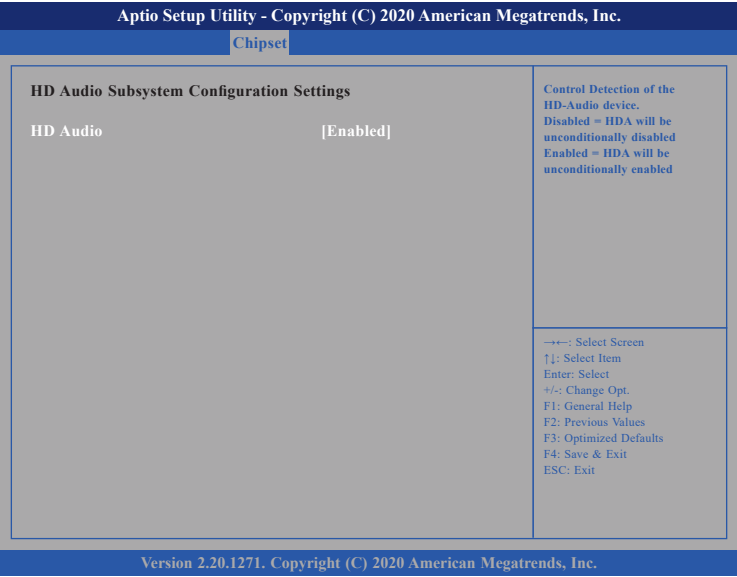 Aptio Setup Utility - Copyright (C) 2020 American Megatrends, Inc.
Chipset
HD Audio Subsystem Configuration Settings
HD Audio [Enabled]
Control Detection of the
HD-Audio device.
Disabled = HDA will be
unconditionally disabled
Enabled = HDA will be
unconditionally enabled
→←: Select Screen
↑↓: Select Item
Enter: Select
+/-: Change Opt.
F1: General Help
F2: Previous Values
F3: Optimized Defaults
F4: Save & Exit
ESC: Exit
Version 2.20.1271. Copyright (C) 2020 American Megatrends, Inc.